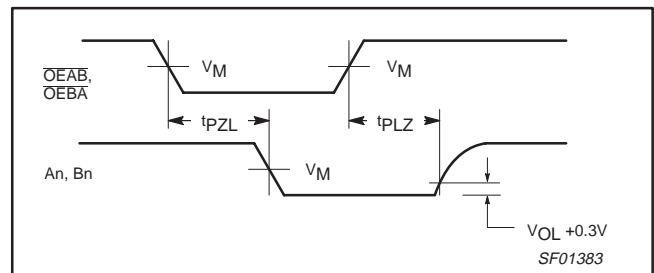 OEAB,
OEBA
VM
VM
tPZL
tPLZ
An, Bn
VM
VOL +0.3V
SF01383